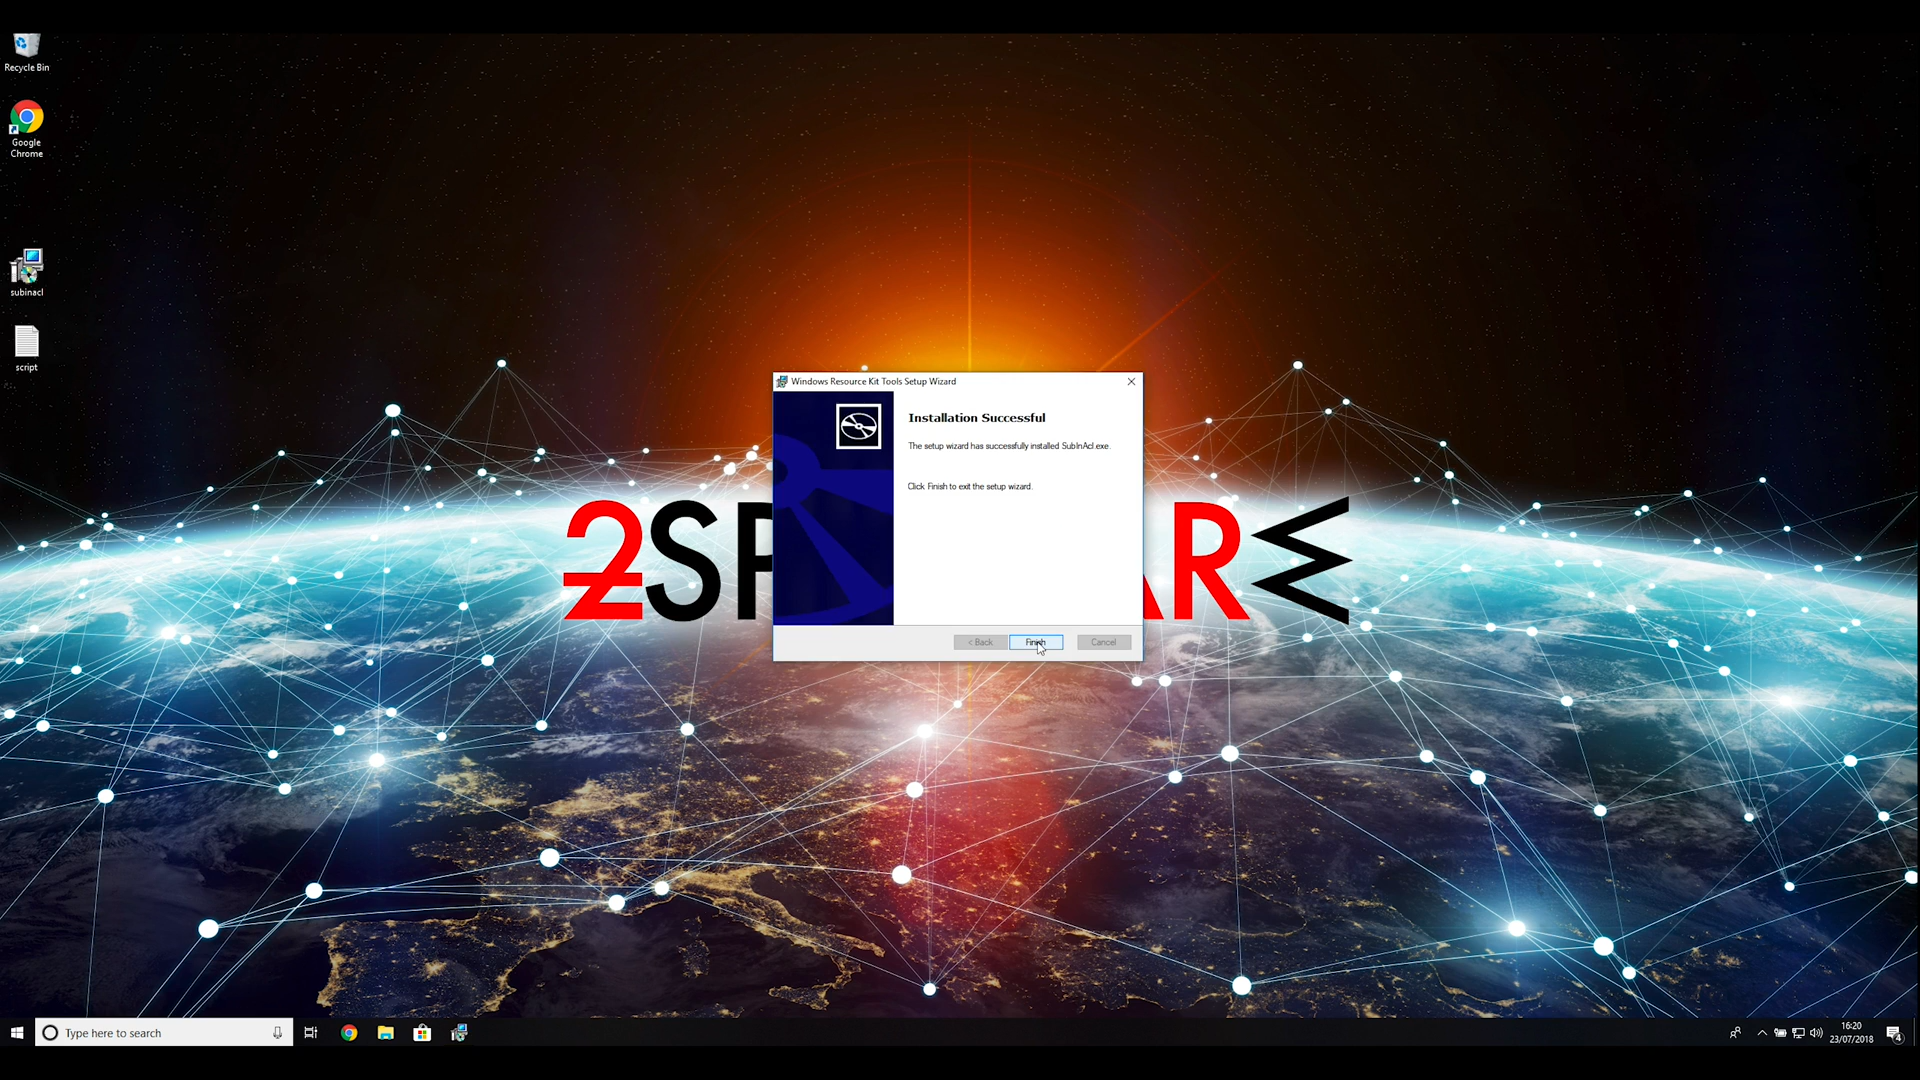 Recycle Bin
Google
Chrome
subinacl
script
Windows Resource Kit Tools Setup Wizard
Installation Successful
The setup wizard has successfully installed SubInAcl.exe.
Click Finish to exit the setup wizard.
< Back
Finish
Cancel
Type here to search
16:20
23/07/2018
4